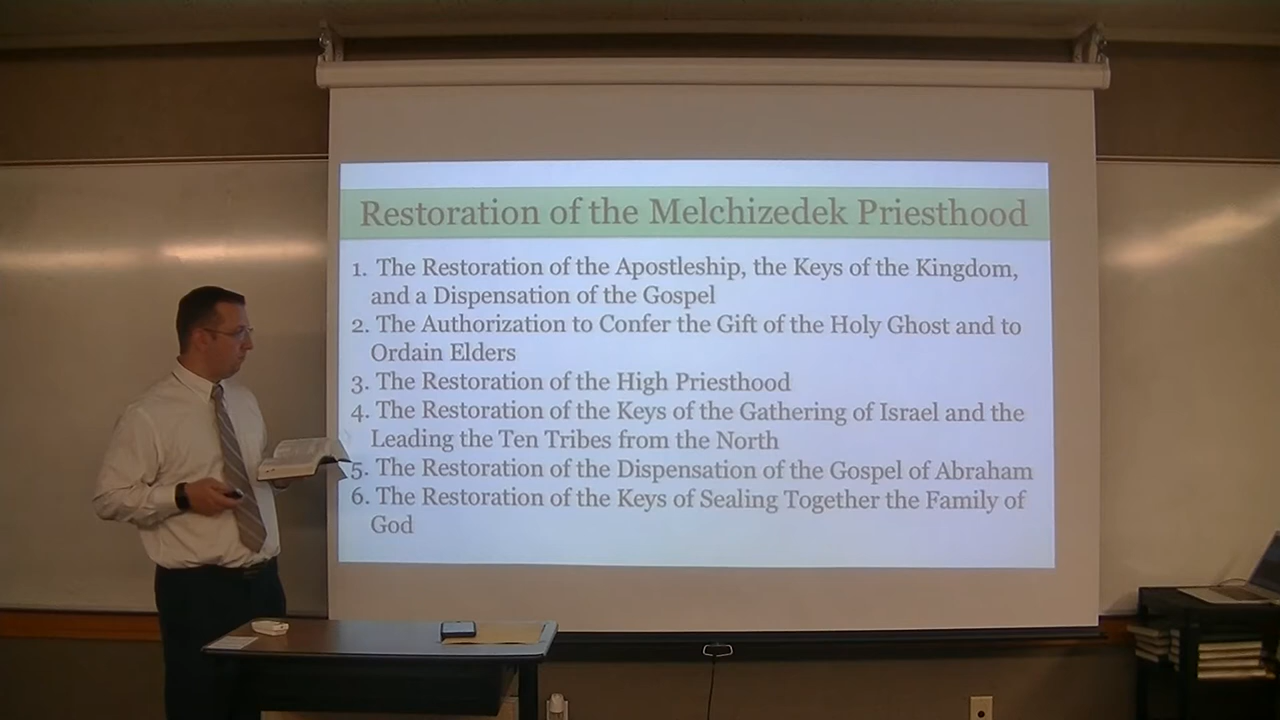 Restoration of the Melchizedek Priesthood
1. The Restoration of the Apostleship, the Keys of the Kingdom,
and a Dispensation of the Gospel
2. The Authorization to Confer the Gift of the Holy Ghost and to
Ordain Elders
3. The Restoration of the High Priesthood
4. The Restoration of the Keys of the Gathering of Israel and the
Leading the Ten Tribes from the North
5. The Restoration of the Dispensation of the Gospel of Abraham
6. The Restoration of the Keys of Sealing Together the Family of
God